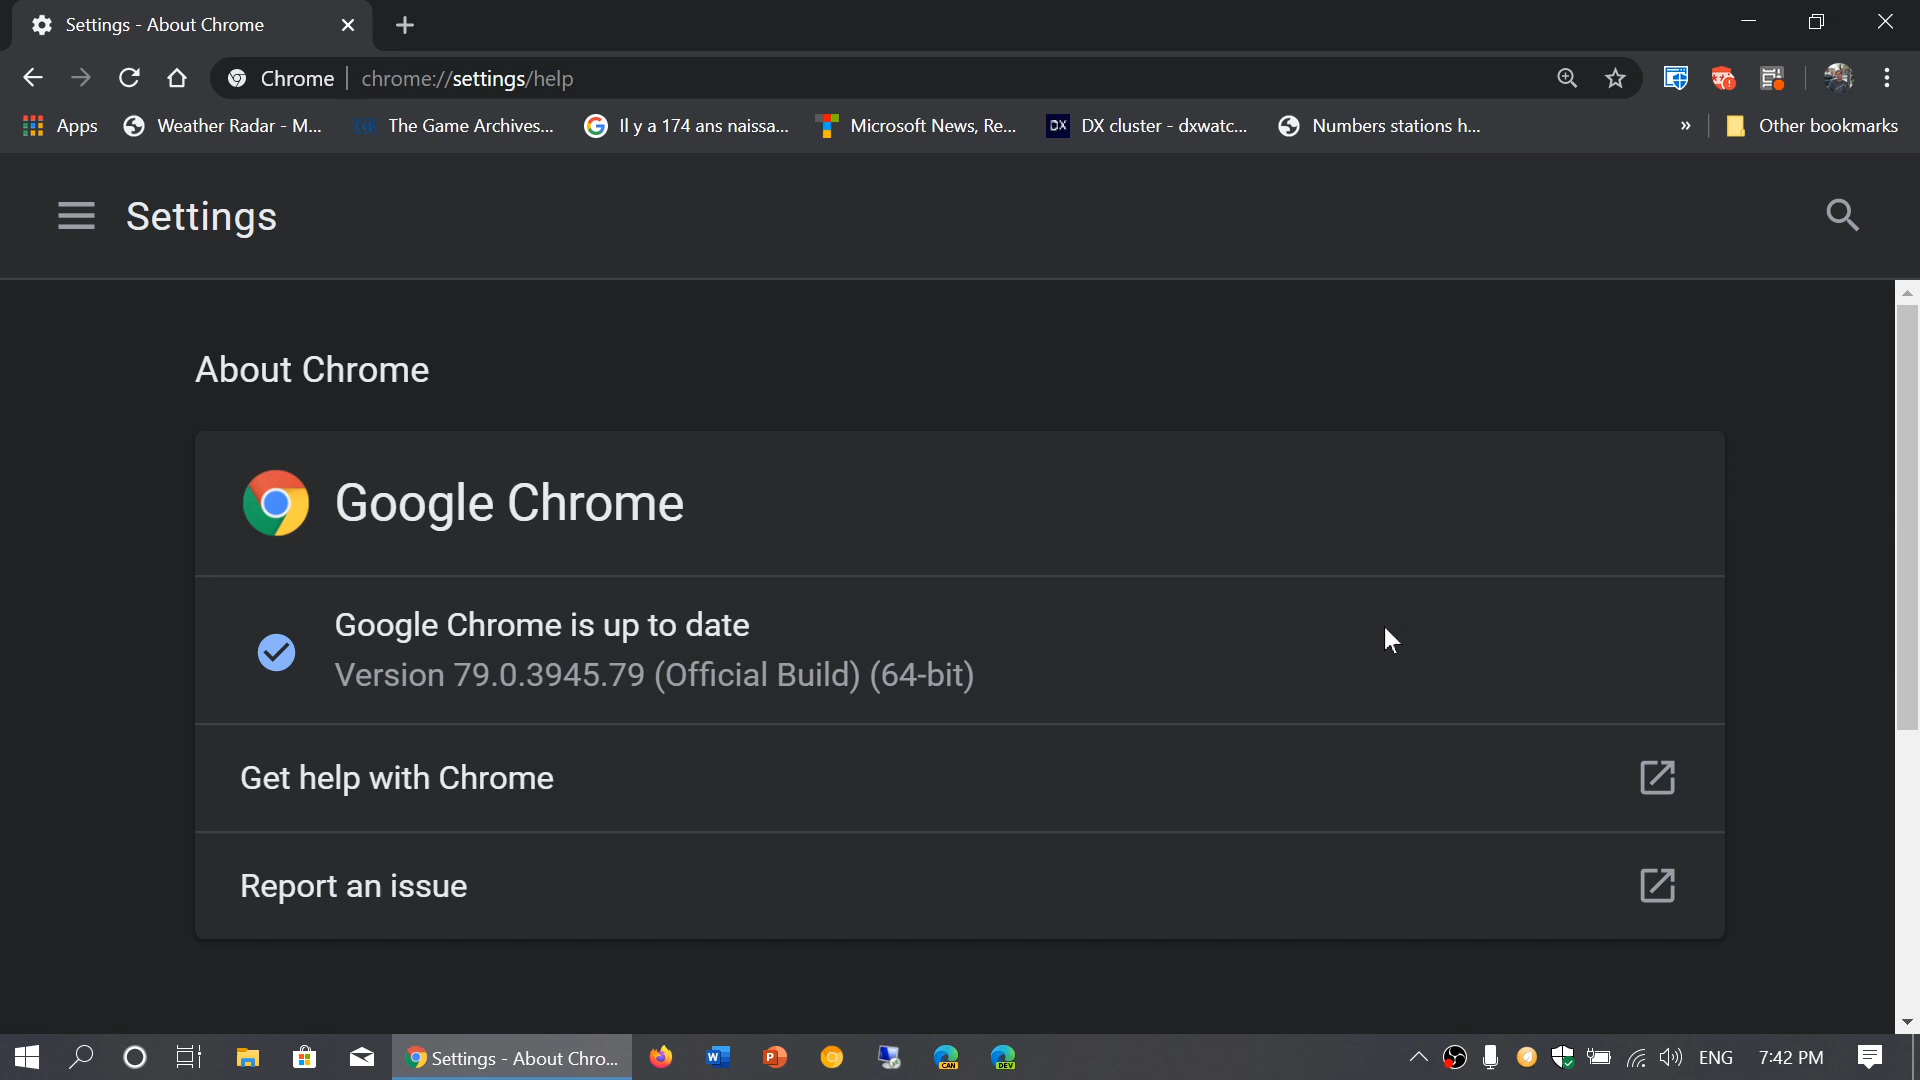 Settings - About Chrome
Chrome | chrome://settings/help
Apps Weather Radar - M... The Game Archives... Il y a 174 ans naissa... Microsoft News, Re... DX DX cluster - dxwatc... Numbers stations h... » Other bookmarks
Settings
About Chrome
Google Chrome
Google Chrome is up to date
Version 79.0.3945.79 (Official Build) (64-bit)
Get help with Chrome
Report an issue
Settings - About Chro... W P CAN DEV ENG 7:42 PM